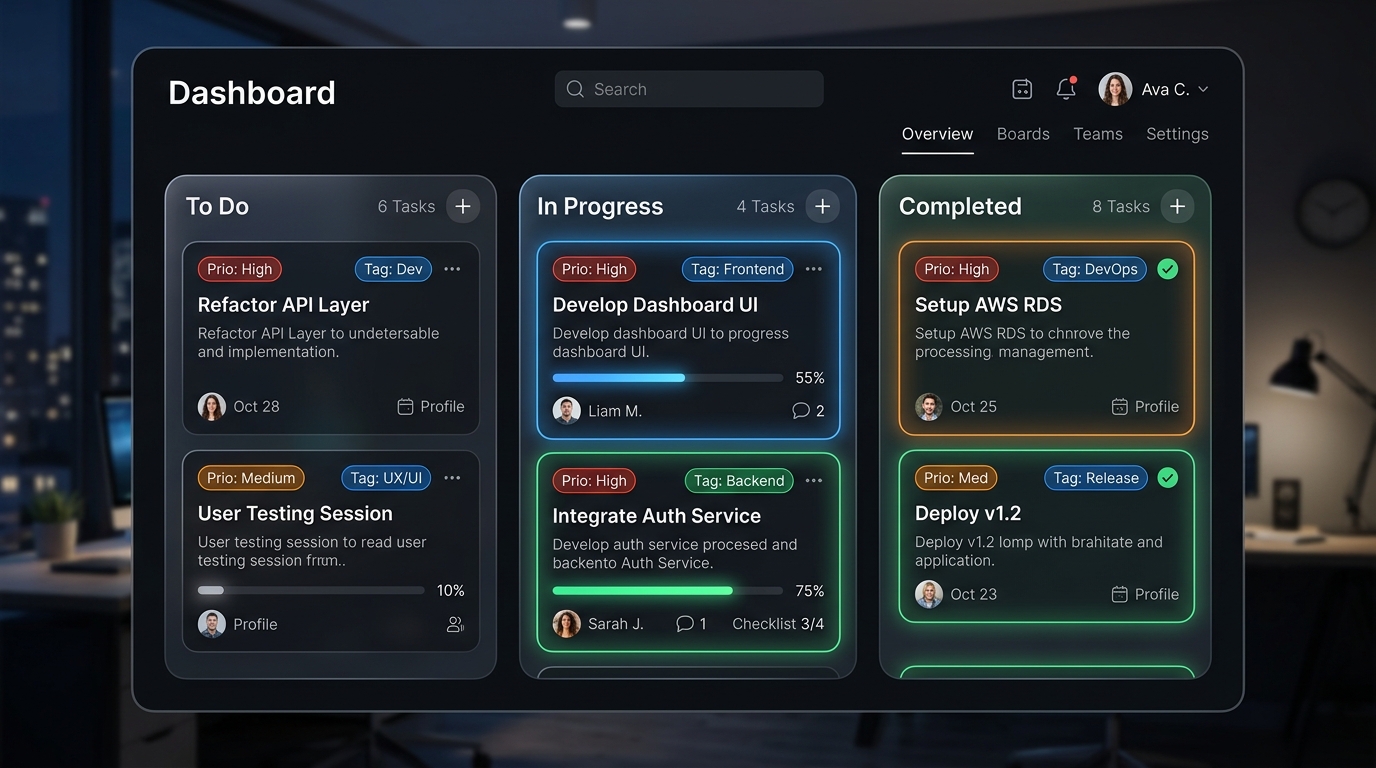 Dashboard
Search
Ava C.
Overview
Boards
Teams
Settings
To Do
6 Tasks
Prio: High
Tag: Dev
Refactor API Layer
Refactor API Layer to undetersable
and implementation.
Oct 28
Profile
Prio: Medium
Tag: UX/UI
User Testing Session
User testing session to read user
testing session frrm..
10%
Profile
In Progress
4 Tasks
Prio: High
Tag: Frontend
Develop Dashboard UI
Develop dashboard UI to progress
dashboard UI.
55%
Liam M.
2
Prio: High
Tag: Backend
Integrate Auth Service
Develop auth service procesed and
backento Auth Service.
75%
Sarah J.
1
Checklist 3/4
Completed
8 Tasks
Prio: High
Tag: DevOps
Setup AWS RDS
Setup AWS RDS to chnrove the
processing management.
Oct 25
Profile
Prio: Med
Tag: Release
Deploy v1.2
Deploy v1.2 lomp with brahitate and
application.
Oct 23
Profile